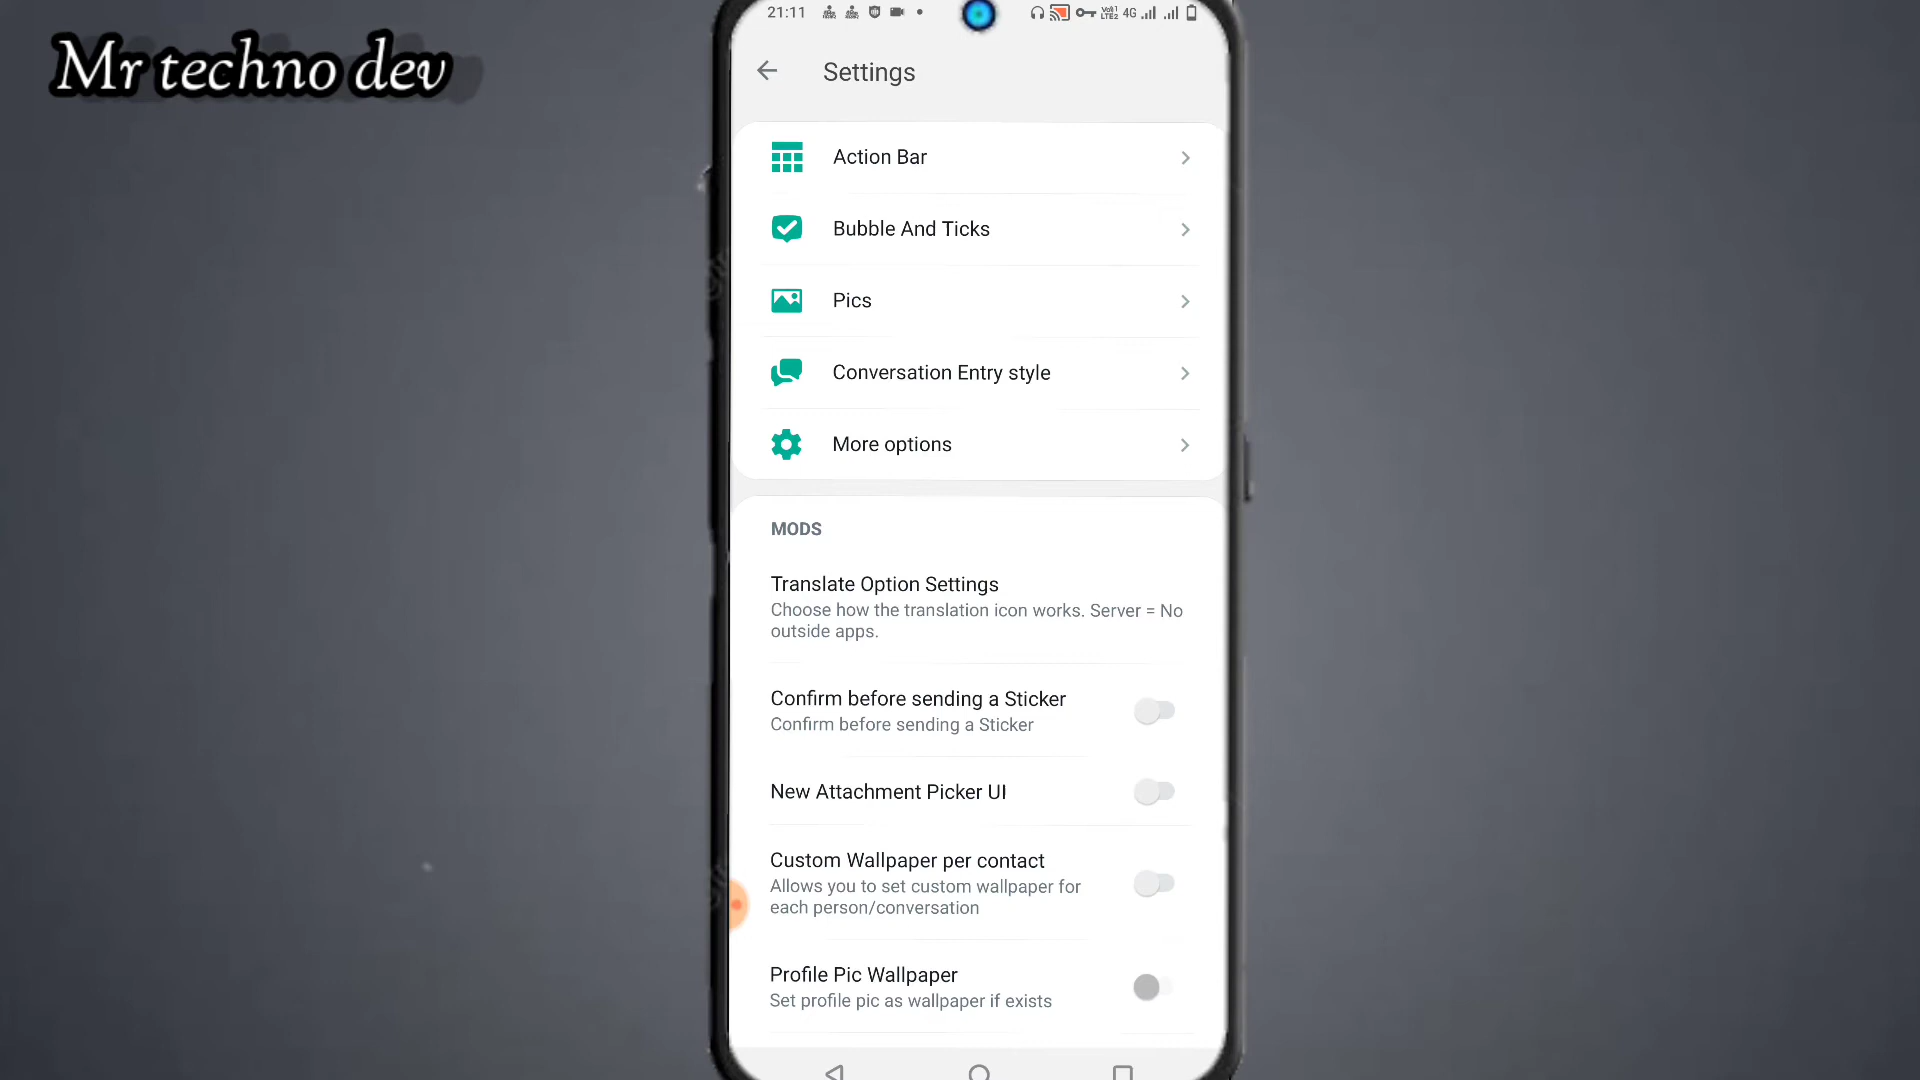 Mr techno dev
21:11
4G
Settings
Action Bar
Bubble And Ticks
Pics
Conversation Entry style
More options
MODS
Translate Option Settings
Choose how the translation icon works. Server = No
outside apps.
Confirm before sending a Sticker
Confirm before sending a Sticker
New Attachment Picker UI
Custom Wallpaper per contact
Allows you to set custom wallpaper for
each person/conversation
Profile Pic Wallpaper
Set profile pic as wallpaper if exists